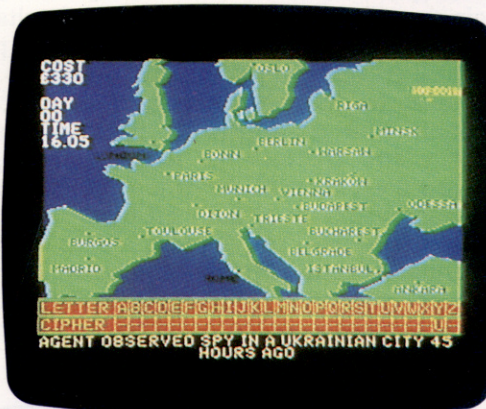 COST
£330
OSLO
MOSCOW
DAY
00
RIGA
TIME
16.05
MINSK
BERLIN
LONDON
WARSAW
BONN
PARIS
KRAKOW
MUNICH
VIENNA
BUDAPEST
ODESSA
DIJON
TRIESTE
TOULOUSE
BUCHAREST
BURGOS
BELGRADE
MADRID
ROME
ISTANBUL
ANKARA
LETTER A B C D E F G H I J K L M N O P Q R S T U V W X Y Z
CIPHER - - - - - - - - - - - - - - - - - - - - - - - - U -
AGENT OBSERVED SPY IN A UKRAINIAN CITY 45
HOURS AGO